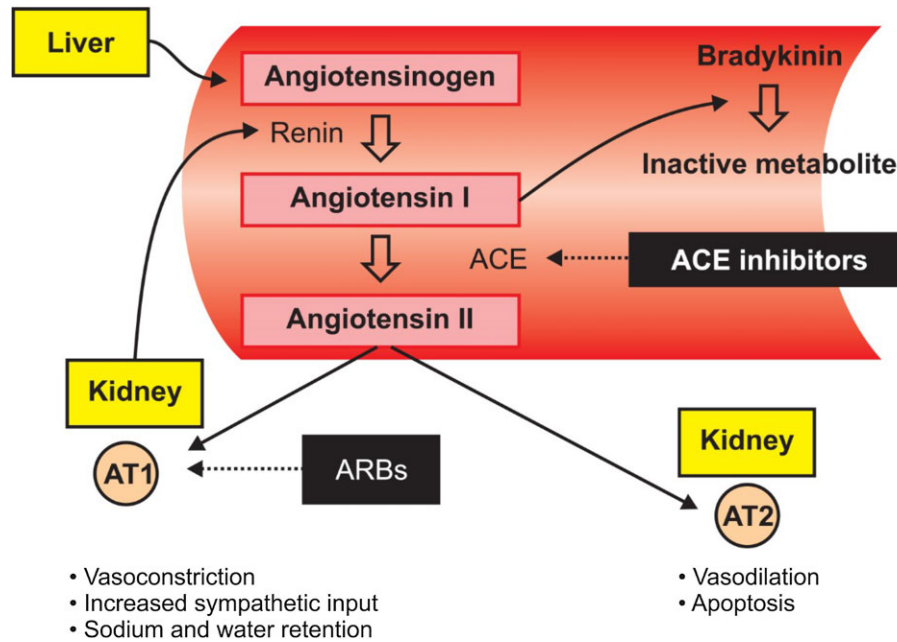 Liver
Angiotensinogen
Bradykinin
Renin
Inactive metabolite
Angiotensin I
ACE
ACE inhibitors
Angiotensin II
Kidney
Kidney
AT1
ARBs
AT2
• Vasoconstriction
• Increased sympathetic input
• Sodium and water retention
• Vasodilation
• Apoptosis